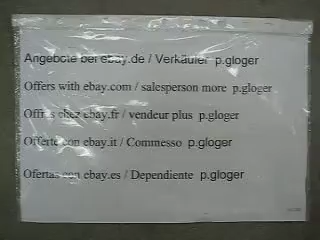 Angebote bei ebay.de / Verkäufer p.gloger
Offers with ebay.com / salesperson more p.gloger
Offres chez ebay.fr / vendeur plus p.gloger
Offerte con ebay.it / Commesso p.gloger
Ofertas con ebay.es / Dependiente p.gloger